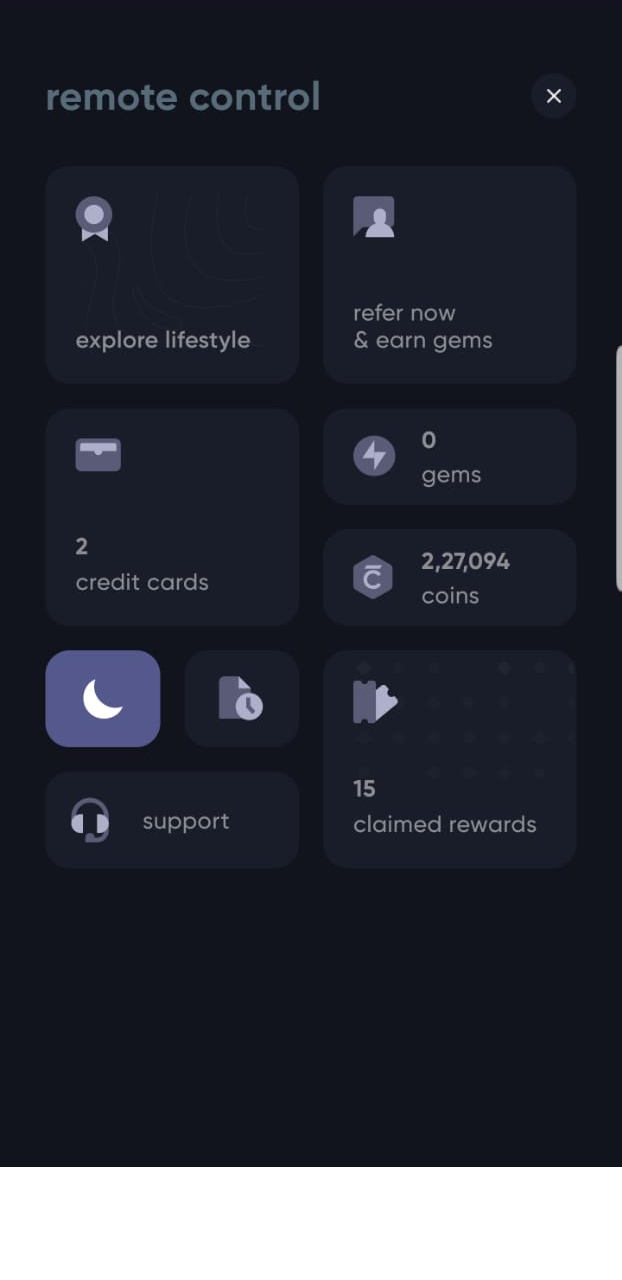 remote control
explore lifestyle
refer now
& earn gems
2
credit cards
0
gems
2,27,094
coins
support
15
claimed rewards